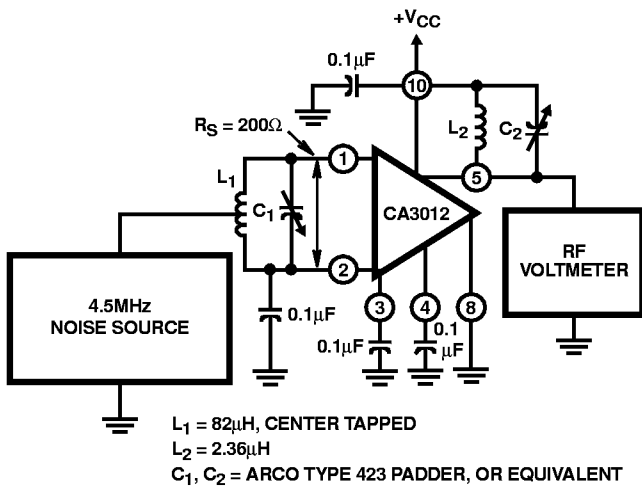 +VCC
0.1µF
10
RS = 200Ω
L2
C2
1
5
L1
C1
CA3012
2
RF
VOLTMETER
4.5MHz
NOISE SOURCE
0.1µF
3
4
8
0.1µF
0.1
µF
L1 = 82µH, CENTER TAPPED
L2 = 2.36µH
C1, C2 = ARCO TYPE 423 PADDER, OR EQUIVALENT